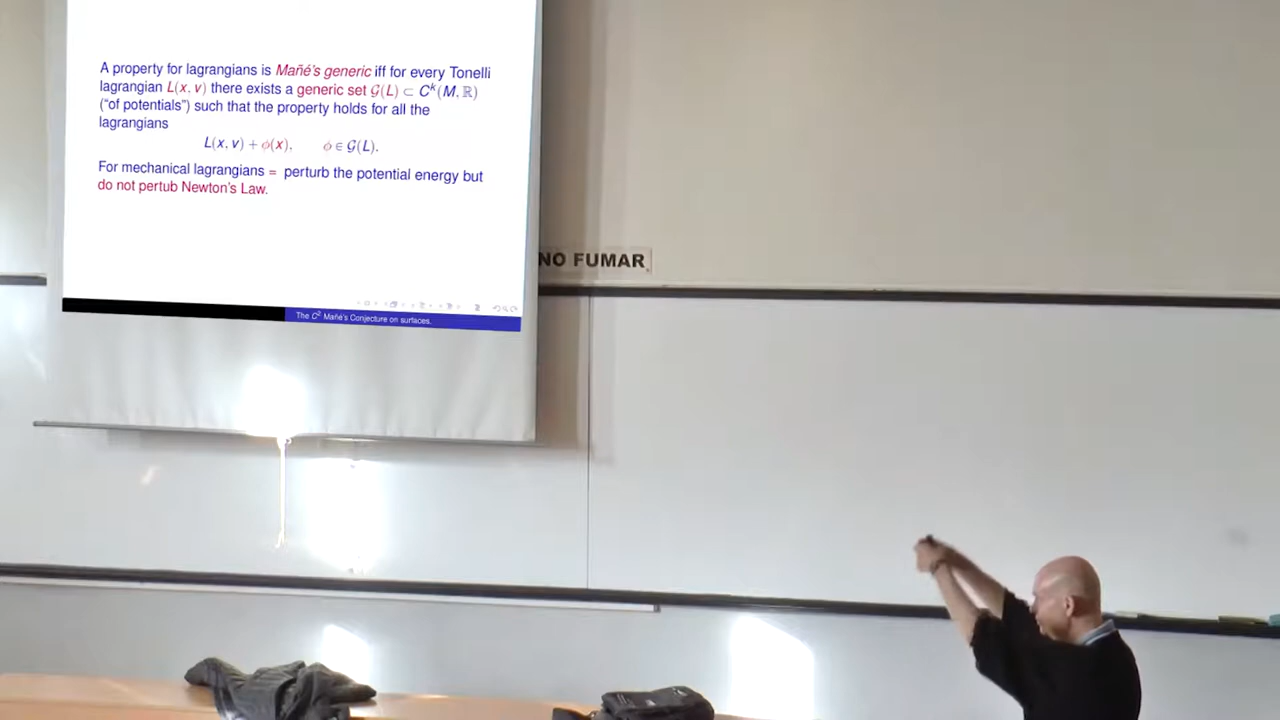 A property for lagrangians is Mañé's generic iff for every Tonelli
lagrangian L(x, v) there exists a generic set 𝒢(L) ⊂ Cᵏ(M, ℝ)
("of potentials") such that the property holds for all the
lagrangians
L(x, v) + ϕ(x), ϕ ∈ 𝒢(L).
For mechanical lagrangians = perturb the potential energy but
do not pertub Newton's Law.
The C² Mañé's Conjecture on surfaces.
NO FUMAR